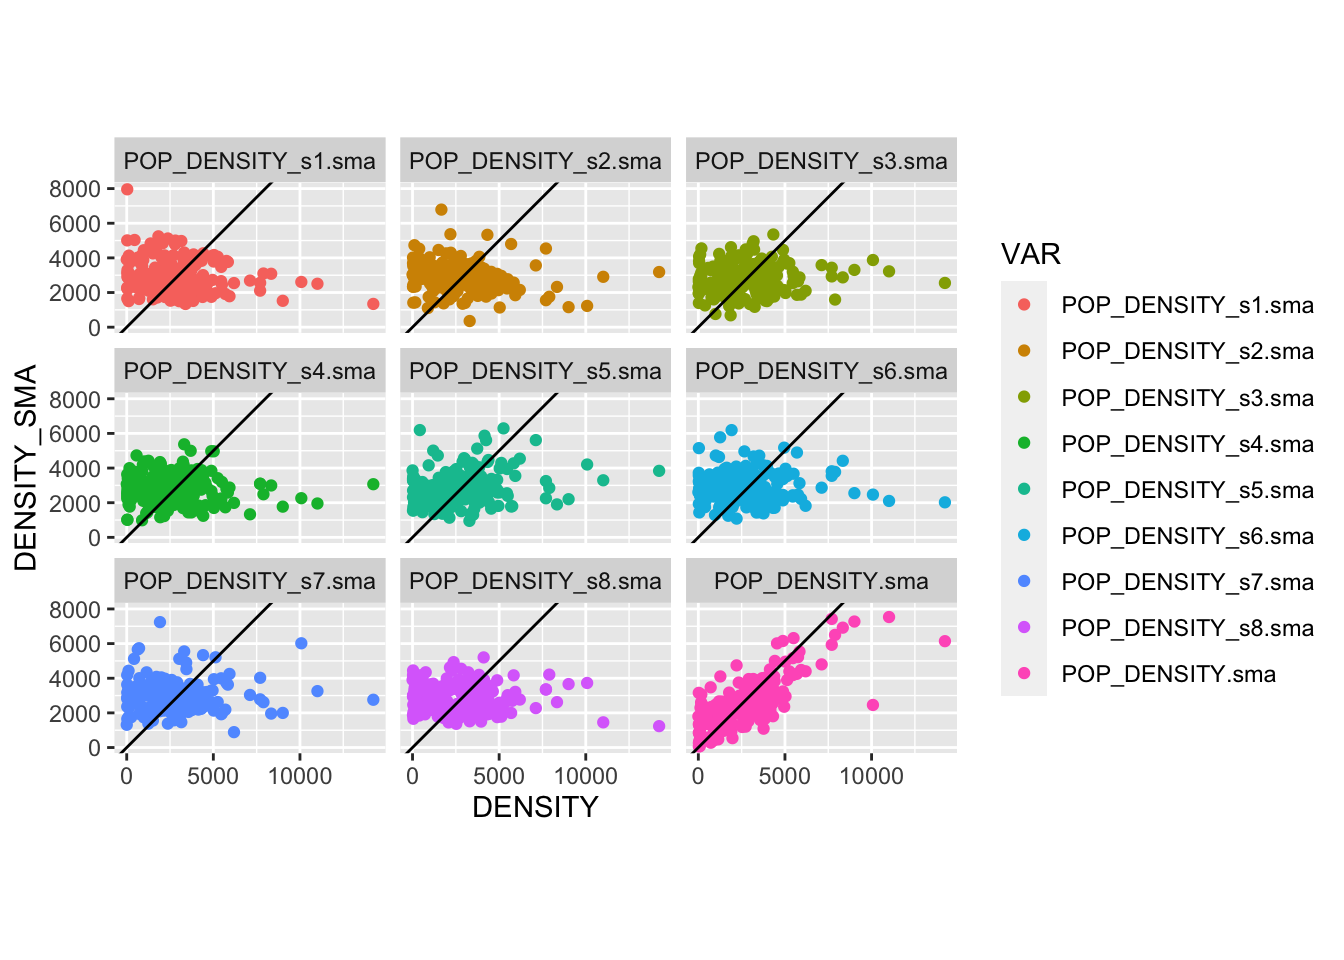 POP_DENSITY_s1.sma POP_DENSITY_s2.sma POP_DENSITY_s3.sma
8000
6000
4000
2000
0
POP_DENSITY_s4.sma POP_DENSITY_s5.sma POP_DENSITY_s6.sma
8000
6000
4000
2000
0
POP_DENSITY_s7.sma POP_DENSITY_s8.sma POP_DENSITY.sma
8000
6000
4000
2000
0
0 5000 10000 0 5000 10000 0 5000 10000
DENSITY
DENSITY_SMA
VAR
POP_DENSITY_s1.sma
POP_DENSITY_s2.sma
POP_DENSITY_s3.sma
POP_DENSITY_s4.sma
POP_DENSITY_s5.sma
POP_DENSITY_s6.sma
POP_DENSITY_s7.sma
POP_DENSITY_s8.sma
POP_DENSITY.sma